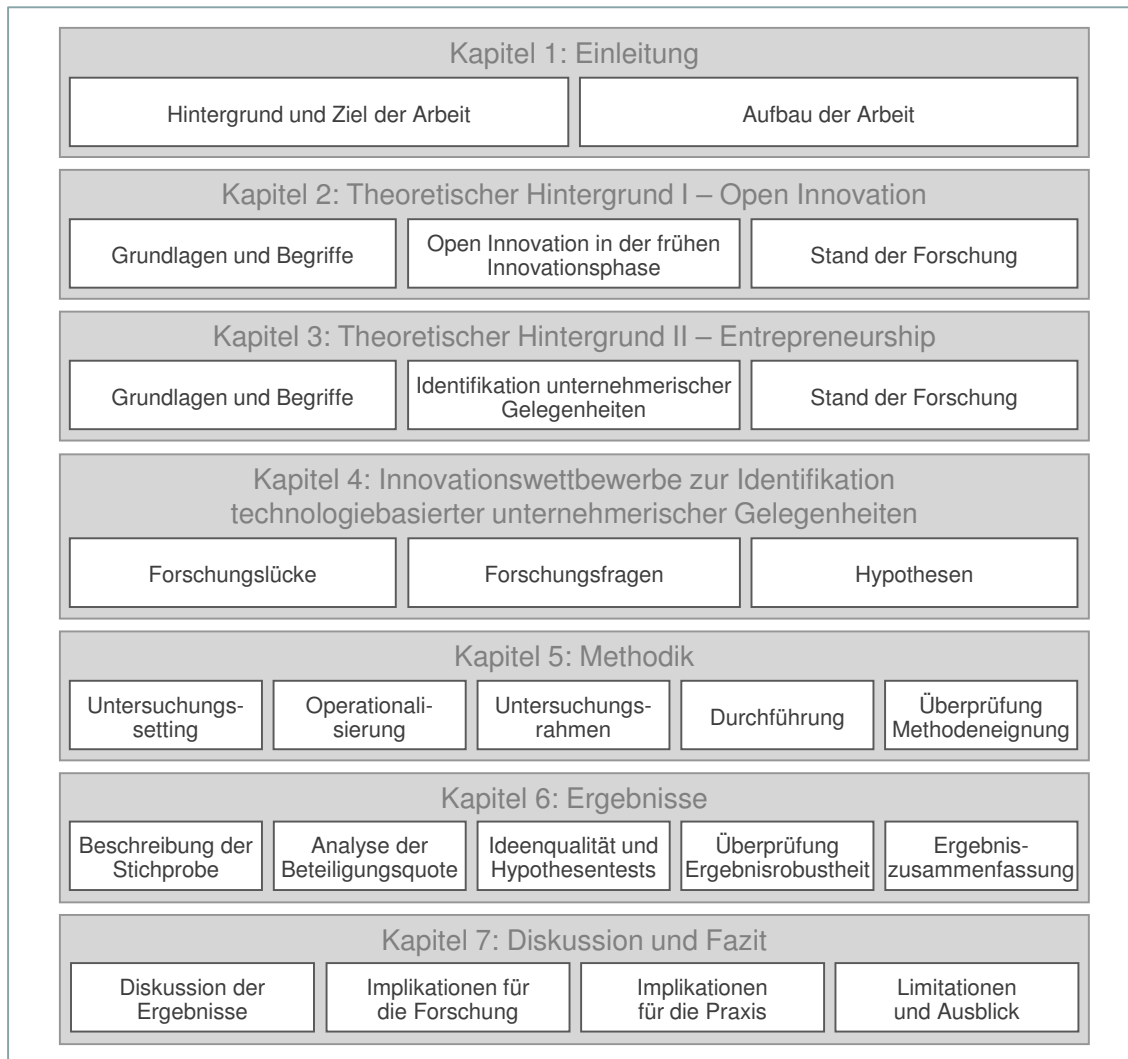 Kapitel 1: Einleitung
Hintergrund und Ziel der Arbeit
Aufbau der Arbeit
Kapitel 2: Theoretischer Hintergrund I – Open Innovation
Grundlagen und Begriffe
Open Innovation in der frühen
Innovationsphase
Stand der Forschung
Kapitel 3: Theoretischer Hintergrund II – Entrepreneurship
Grundlagen und Begriffe
Identifikation unternehmerischer
Gelegenheiten
Stand der Forschung
Kapitel 4: Innovationswettbewerbe zur Identifikation
technologiebasierter unternehmerischer Gelegenheiten
Forschungslücke
Forschungsfragen
Hypothesen
Kapitel 5: Methodik
Untersuchungs-
setting
Operationali-
sierung
Untersuchungs-
rahmen
Durchführung
Überprüfung
Methodeneignung
Kapitel 6: Ergebnisse
Beschreibung der
Stichprobe
Analyse der
Beteiligungsquote
Ideenqualität und
Hypothesentests
Überprüfung
Ergebnisrobustheit
Ergebnis-
zusammenfassung
Kapitel 7: Diskussion und Fazit
Diskussion der
Ergebnisse
Implikationen für
die Forschung
Implikationen
für die Praxis
Limitationen
und Ausblick